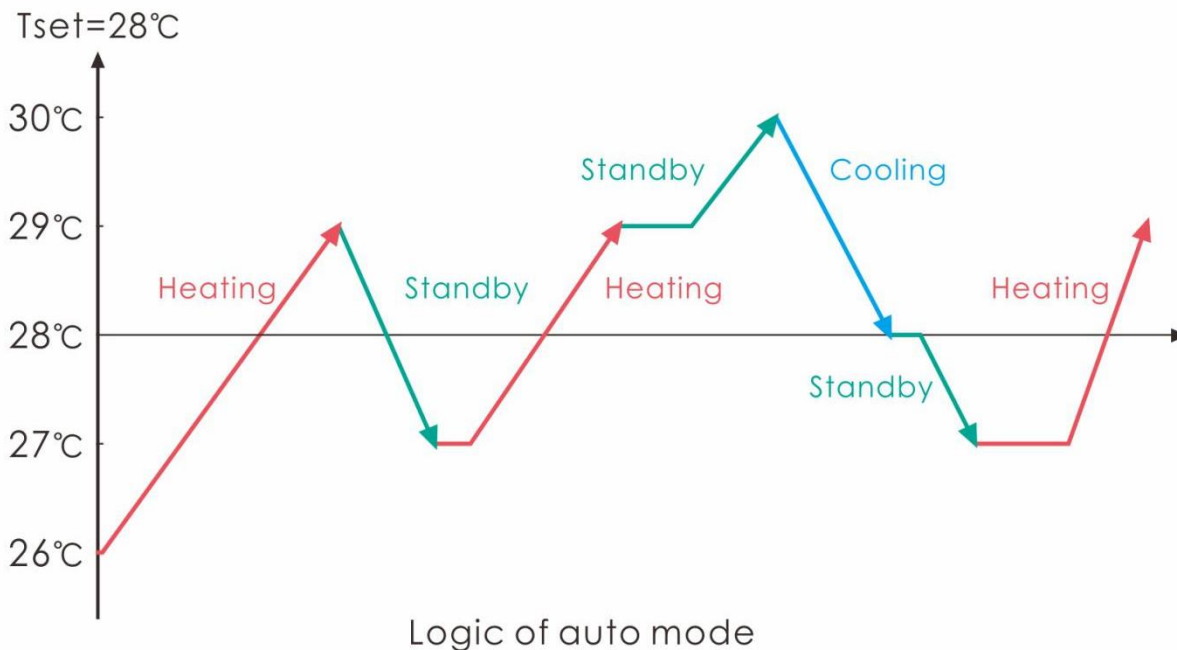 Tset=28℃
30℃
Standby
Cooling
29℃
Heating
Standby
Heating
Heating
28℃
Standby
27℃
26℃
Logic of auto mode